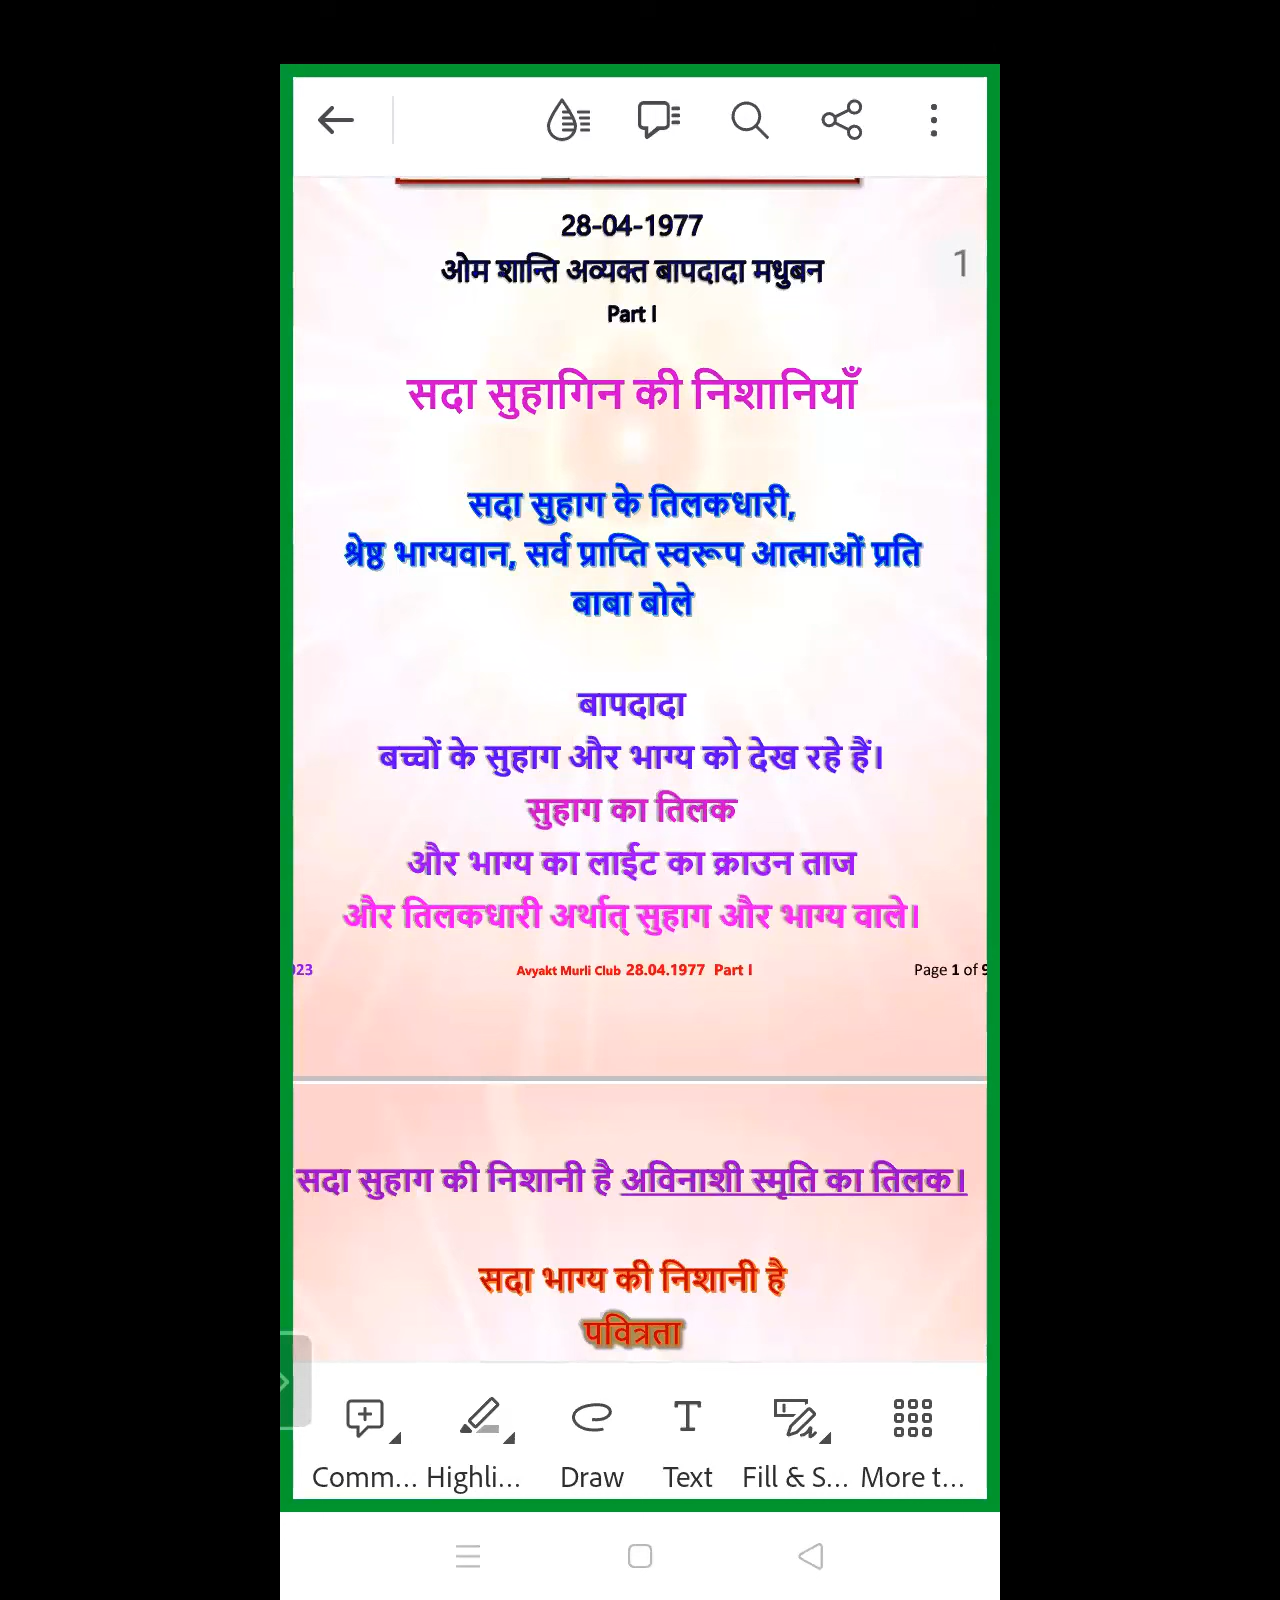 28-04-1977
ओम शान्ति अव्यक्त बापदादा मधुबन
1
Part I
सदा सुहागिन की निशानियाँ
सदा सुहाग के तिलकधारी,
श्रेष्ठ भाग्यवान, सर्व प्राप्ति स्वरूप आत्माओं प्रति
बाबा बोले
बापदादा
बच्चों के सुहाग और भाग्य को देख रहे हैं।
सुहाग का तिलक
और भाग्य का लाईट का क्राउन ताज
और तिलकधारी अर्थात् सुहाग और भाग्य वाले।
023 Avyakt Murli Club 28.04.1977 Part I Page 1 of 9
सदा सुहाग की निशानी है अविनाशी स्मृति का तिलक।
सदा भाग्य की निशानी है
पवित्रता
Comm... Highli... Draw Text Fill & S... More t...